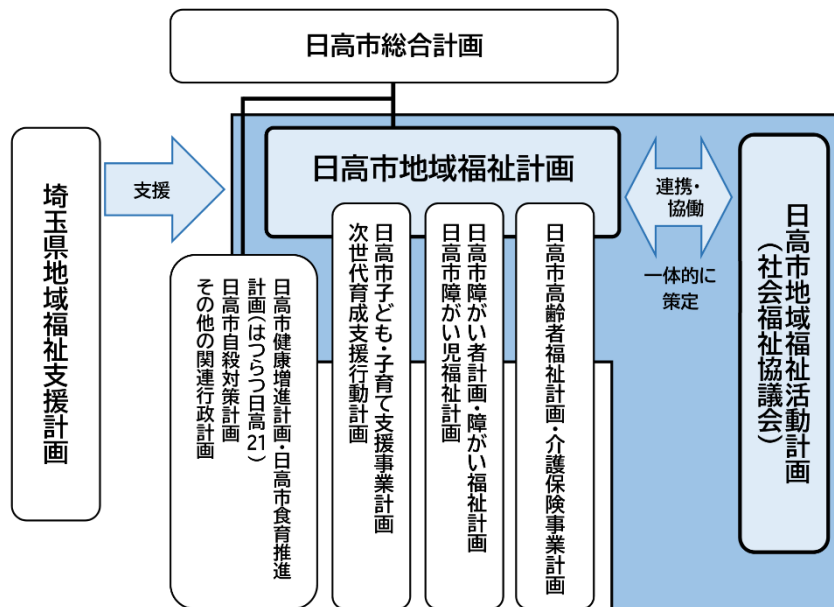 日高市総合計画
埼玉県地域福祉支援計画
支援
日高市地域福祉計画
連携・
協働
一体的に
策定
日高市地域福祉活動計画
(社会福祉協議会)
日高市健康増進計画・日高市食育推進
計画(はつらつ日高21)
日高市自殺対策計画
その他の関連行政計画
日高市子ども・子育て支援事業計画
次世代育成支援行動計画
日高市障がい者計画・障がい福祉計画
日高市障がい児福祉計画
日高市高齢者福祉計画・介護保険事業計画